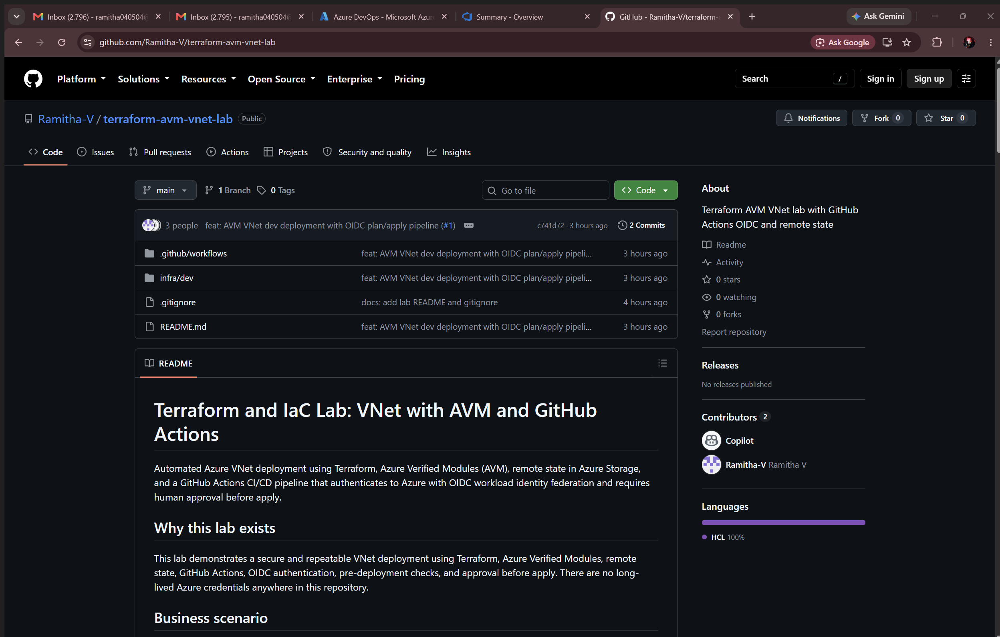 Inbox (2,796) - ramitha040504@
Inbox (2,795) - ramitha040504@
Azure DevOps - Microsoft Azur
Summary - Overview
GitHub - Ramitha-V/terraform-a
Ask Gemini
github.com/Ramitha-V/terraform-avm-vnet-lab
Ask Google
Platform
Solutions
Resources
Open Source
Enterprise
Pricing
Search /
Sign in
Sign up
Ramitha-V / terraform-avm-vnet-lab Public
Notifications
Fork 0
Star 0
Code
Issues
Pull requests
Actions
Projects
Security and quality
Insights
main
1 Branch
0 Tags
Go to file
Code
3 people feat: AVM VNet dev deployment with OIDC plan/apply pipeline (#1) c741d72 · 3 hours ago 2 Commits
.github/workflows feat: AVM VNet dev deployment with OIDC plan/apply pipeli... 3 hours ago
infra/dev feat: AVM VNet dev deployment with OIDC plan/apply pipeli... 3 hours ago
.gitignore docs: add lab README and gitignore 4 hours ago
README.md feat: AVM VNet dev deployment with OIDC plan/apply pipeli... 3 hours ago
README
Terraform and IaC Lab: VNet with AVM and GitHub
Actions
Automated Azure VNet deployment using Terraform, Azure Verified Modules (AVM), remote state in Azure Storage,
and a GitHub Actions CI/CD pipeline that authenticates to Azure with OIDC workload identity federation and requires
human approval before apply.
Why this lab exists
This lab demonstrates a secure and repeatable VNet deployment using Terraform, Azure Verified Modules, remote
state, GitHub Actions, OIDC authentication, pre-deployment checks, and approval before apply. There are no long-
lived Azure credentials anywhere in this repository.
Business scenario
About
Terraform AVM VNet lab with GitHub
Actions OIDC and remote state
Readme
Activity
0 stars
0 watching
0 forks
Report repository
Releases
No releases published
Contributors 2
Copilot
Ramitha-V Ramitha V
Languages
HCL 100%